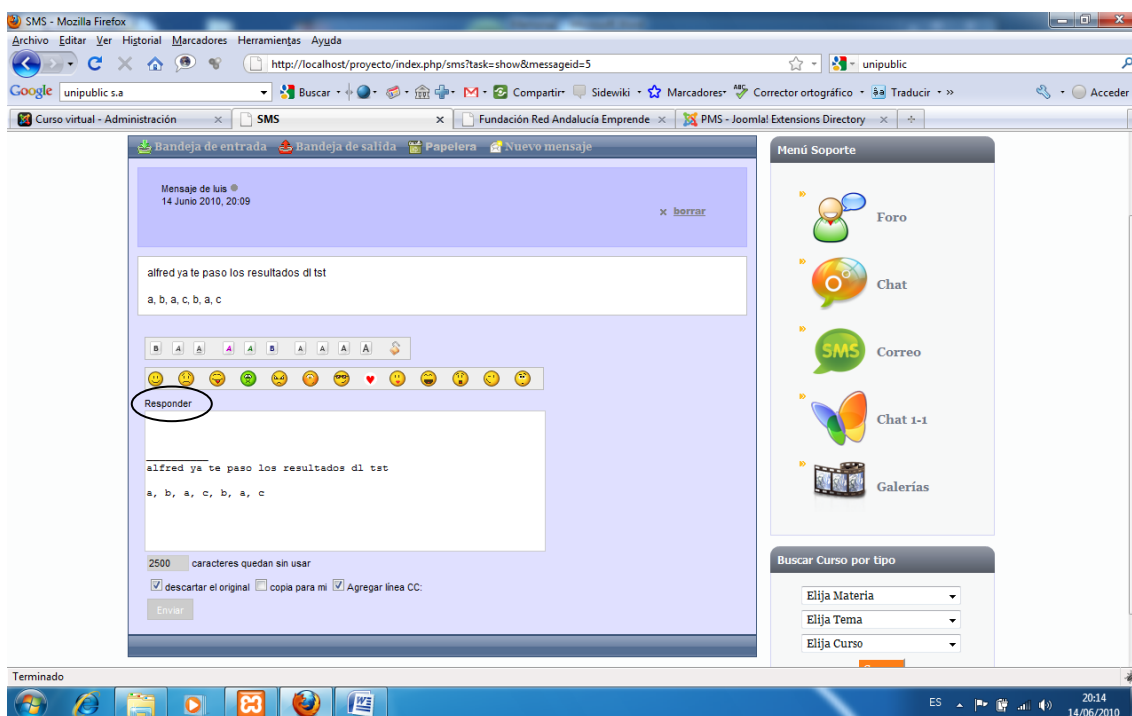 SMS - Mozilla Firefox
Archivo Editar Ver Historial Marcadores Herramientas Ayuda
http://localhost/proyecto/index.php/sms?task=show&messageid=5
unipublic
Google unipublic s.a Buscar Compartir Sidewiki Marcadores Corrector ortográfico Traducir » Acceder
Curso virtual - Administración SMS Fundación Red Andalucía Emprende PMS - Joomla! Extensions Directory
Bandeja de entrada Bandeja de salida Papelera Nuevo mensaje
Mensaje de luis
14 Junio 2010, 20:09
x borrar
alfred ya te paso los resultados dl tst
a, b, a, c, b, a, c
B A A A A B A A A A
Responder
alfred ya te paso los resultados dl tst
a, b, a, c, b, a, c
2500 caracteres quedan sin usar
descartar el original copia para mi Agregar línea CC:
Enviar
Menú Soporte
Foro
Chat
SMS Correo
Chat 1-1
Galerías
Buscar Curso por tipo
Elija Materia
Elija Tema
Elija Curso
Terminado
ES 20:14
14/06/2010